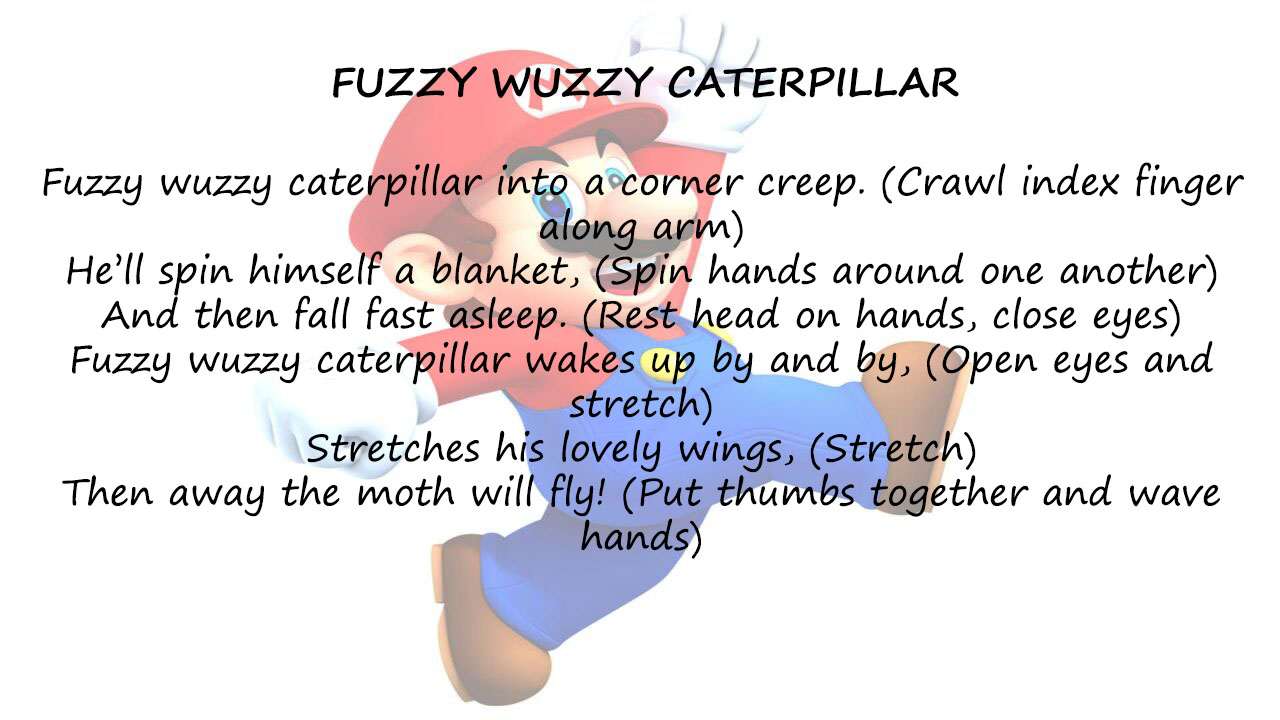 FUZZY WUZZY CATERPILLAR
Fuzzy wuzzy caterpillar into a corner creep. (Crawl index finger
along arm)
He’ll spin himself a blanket, (Spin hands around one another)
And then fall fast asleep. (Rest head on hands, close eyes)
Fuzzy wuzzy caterpillar wakes up by and by, (Open eyes and
stretch)
Stretches his lovely wings, (Stretch)
Then away the moth will fly! (Put thumbs together and wave
hands)